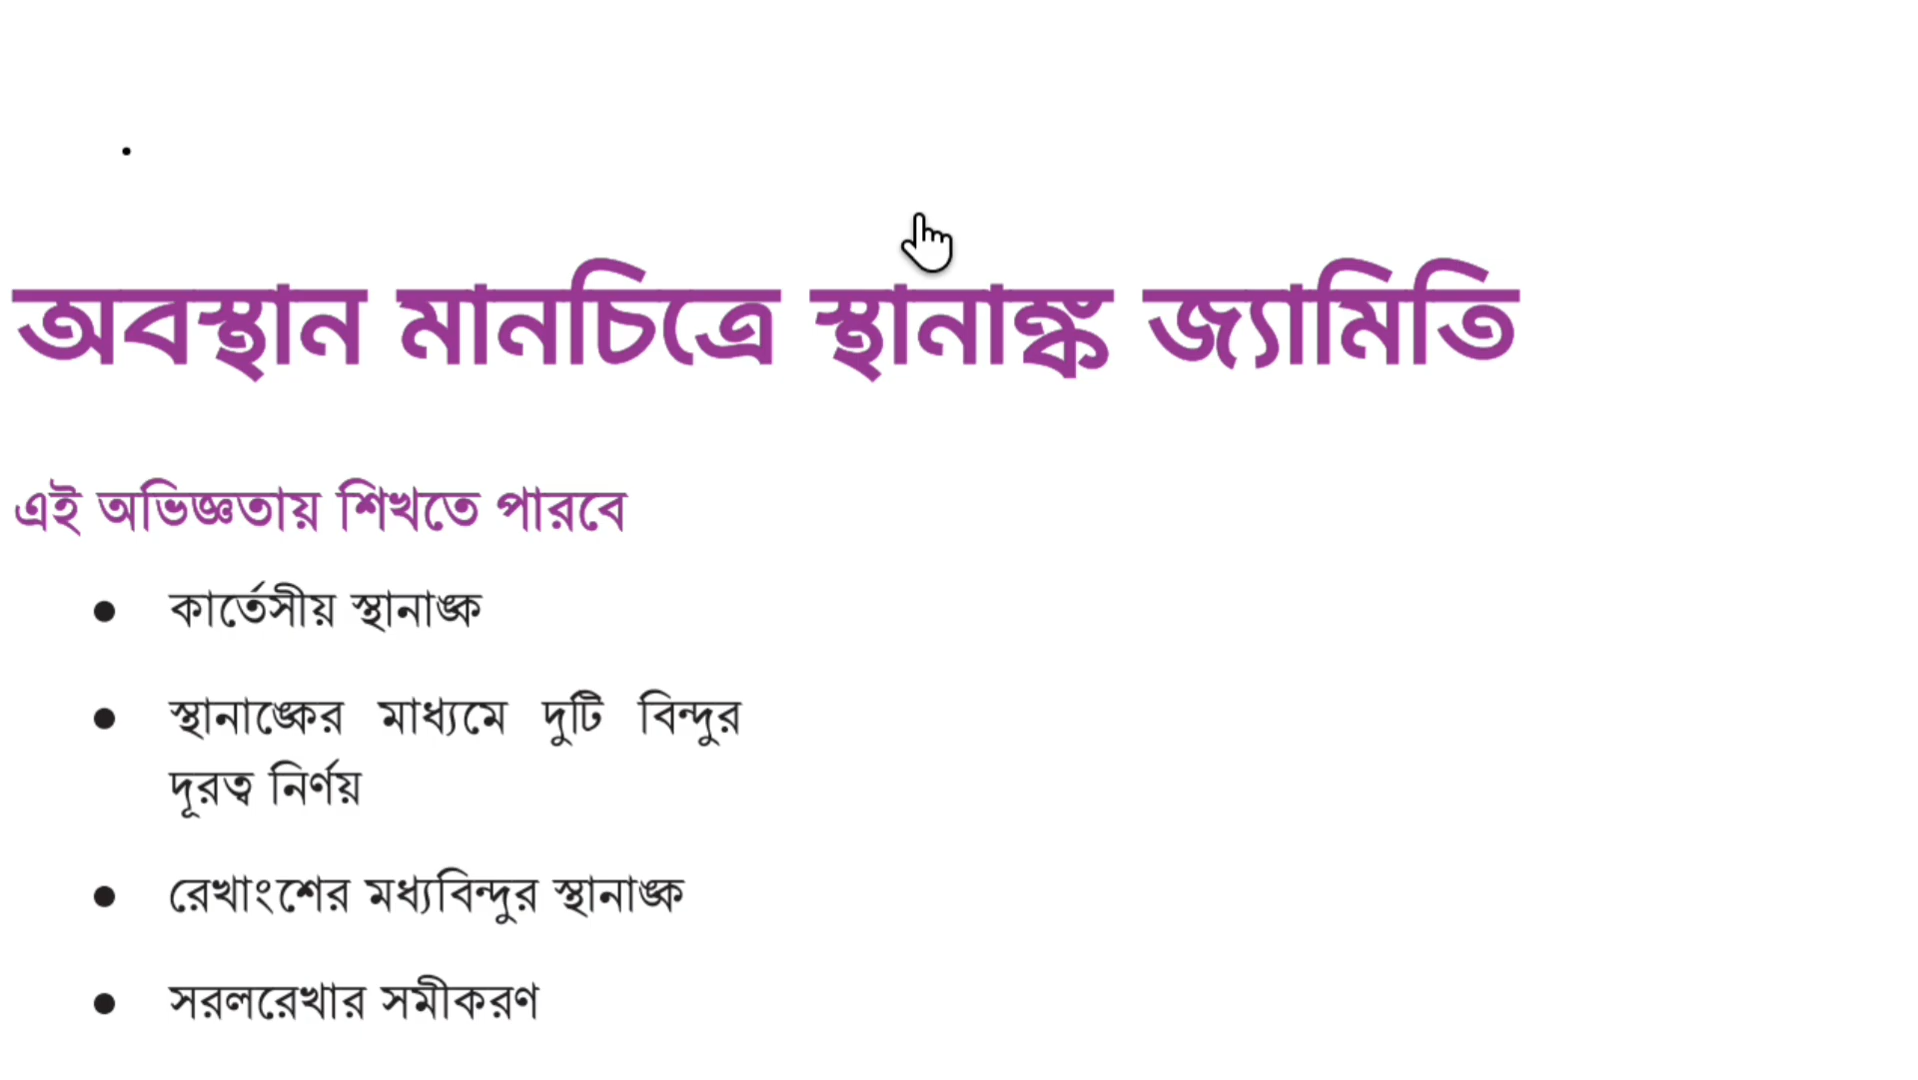 অবস্থান মানচিত্রে স্থানাঙ্ক জ্যামিতি
এই অভিজ্ঞতায় শিখতে পারবে
● কার্তেসীয় স্থানাঙ্ক
● স্থানাঙ্কের মাধ্যমে দুটি বিন্দুর
দূরত্ব নির্ণয়
● রেখাংশের মধ্যবিন্দুর স্থানাঙ্ক
● সরলরেখার সমীকরণ